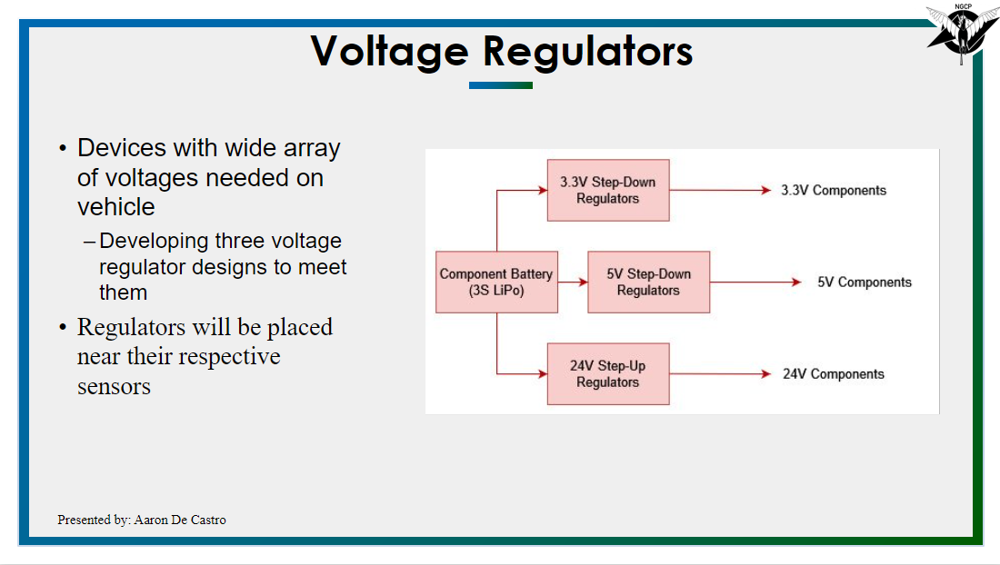 NGCP
Voltage Regulators
• Devices with wide array
of voltages needed on
vehicle
– Developing three voltage
regulator designs to meet
them
• Regulators will be placed
near their respective
sensors
3.3V Step-Down
Regulators
3.3V Components
Component Battery
(3S LiPo)
5V Step-Down
Regulators
5V Components
24V Step-Up
Regulators
24V Components
Presented by: Aaron De Castro